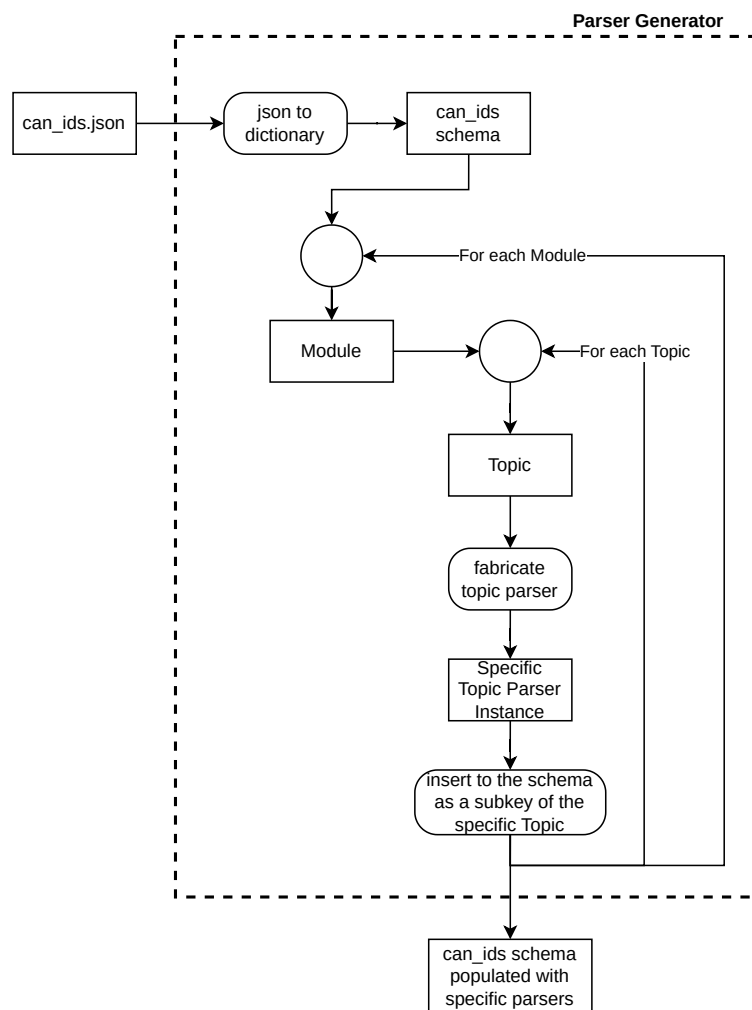 Parser Generator
can_ids.json
json to
dictionary
can_ids
schema
For each Module
Module
For each Topic
Topic
fabricate
topic parser
Specific
Topic Parser
Instance
insert to the schema
as a subkey of the
specific Topic
can_ids schema
populated with
specific parsers